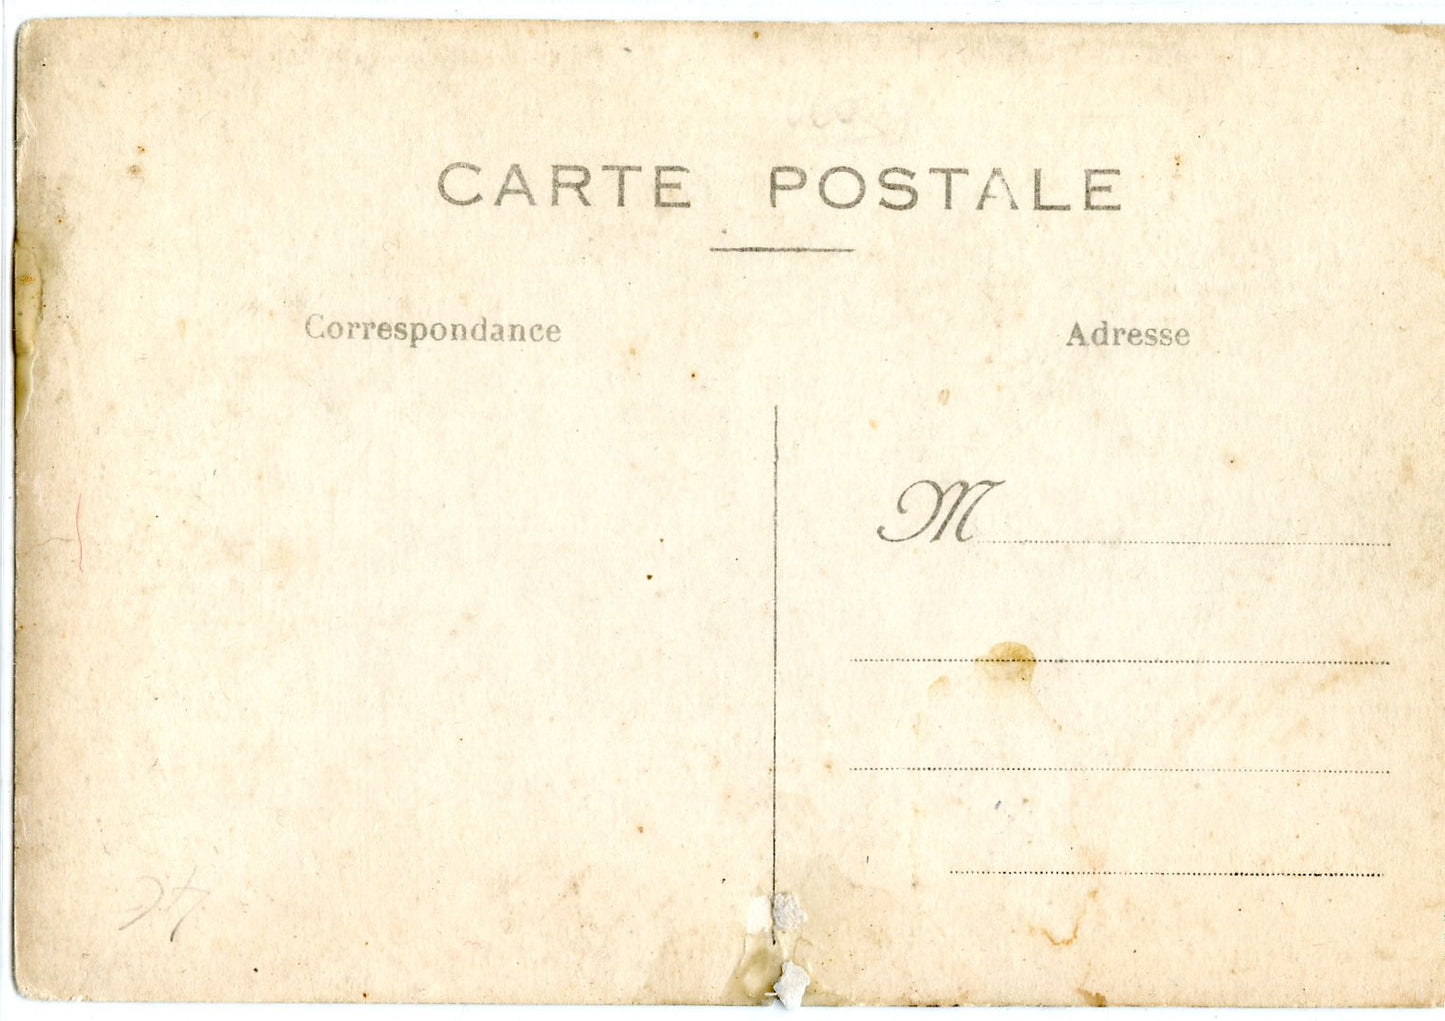 CARTE POSTALE
Correspondance
Adresse
M